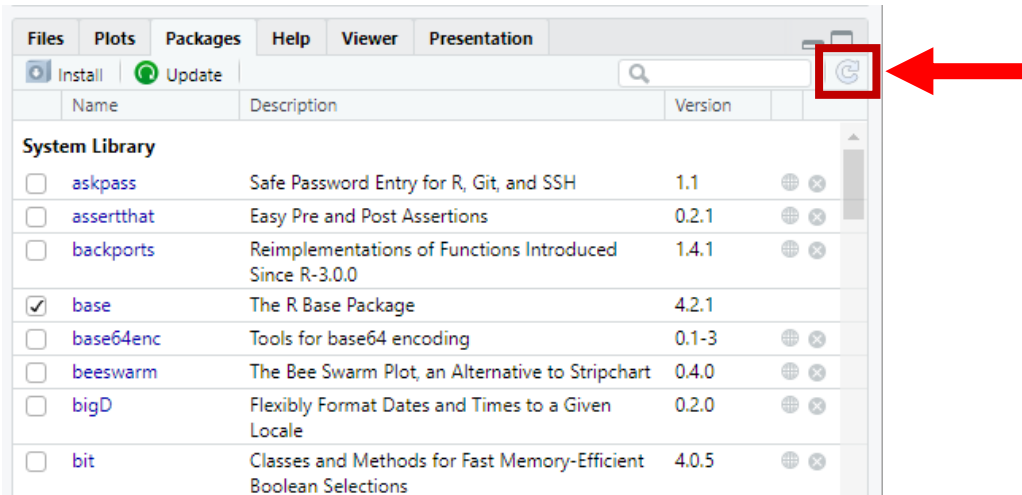 Files Plots Packages Help Viewer Presentation
Install Update
Name Description Version
System Library
askpass Safe Password Entry for R, Git, and SSH 1.1
assertthat Easy Pre and Post Assertions 0.2.1
backports Reimplementations of Functions Introduced 1.4.1
Since R-3.0.0
base The R Base Package 4.2.1
base64enc Tools for base64 encoding 0.1-3
beeswarm The Bee Swarm Plot, an Alternative to Stripchart 0.4.0
bigD Flexibly Format Dates and Times to a Given 0.2.0
Locale
bit Classes and Methods for Fast Memory-Efficient 4.0.5
Boolean Selections